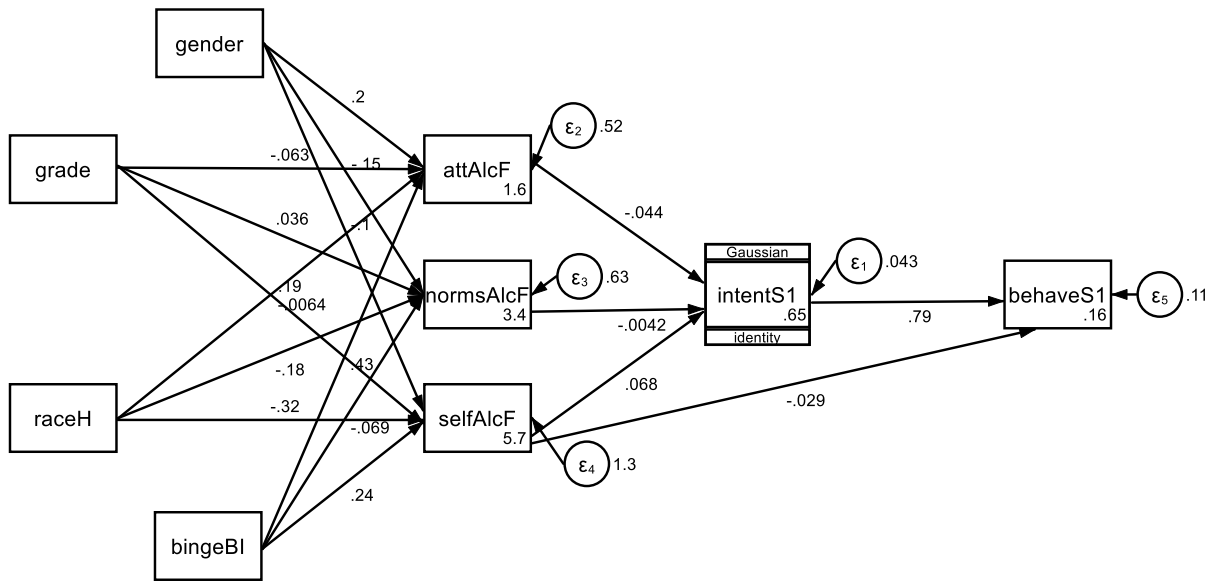 gender
.2
ε2 .52
-.063
-.15
grade
attAlcF
1.6
.036
-.1
-.044
Gaussian
ε1 .043
.19
-.0064
ε3 .63
normsAlcF
3.4
intentS1
.65
behaveS1
.16
ε5 .11
-.0042
.79
identity
-.18
.43
.068
-.029
raceH
-.32
-.069
selfAlcF
5.7
ε4 1.3
.24
bingeBI